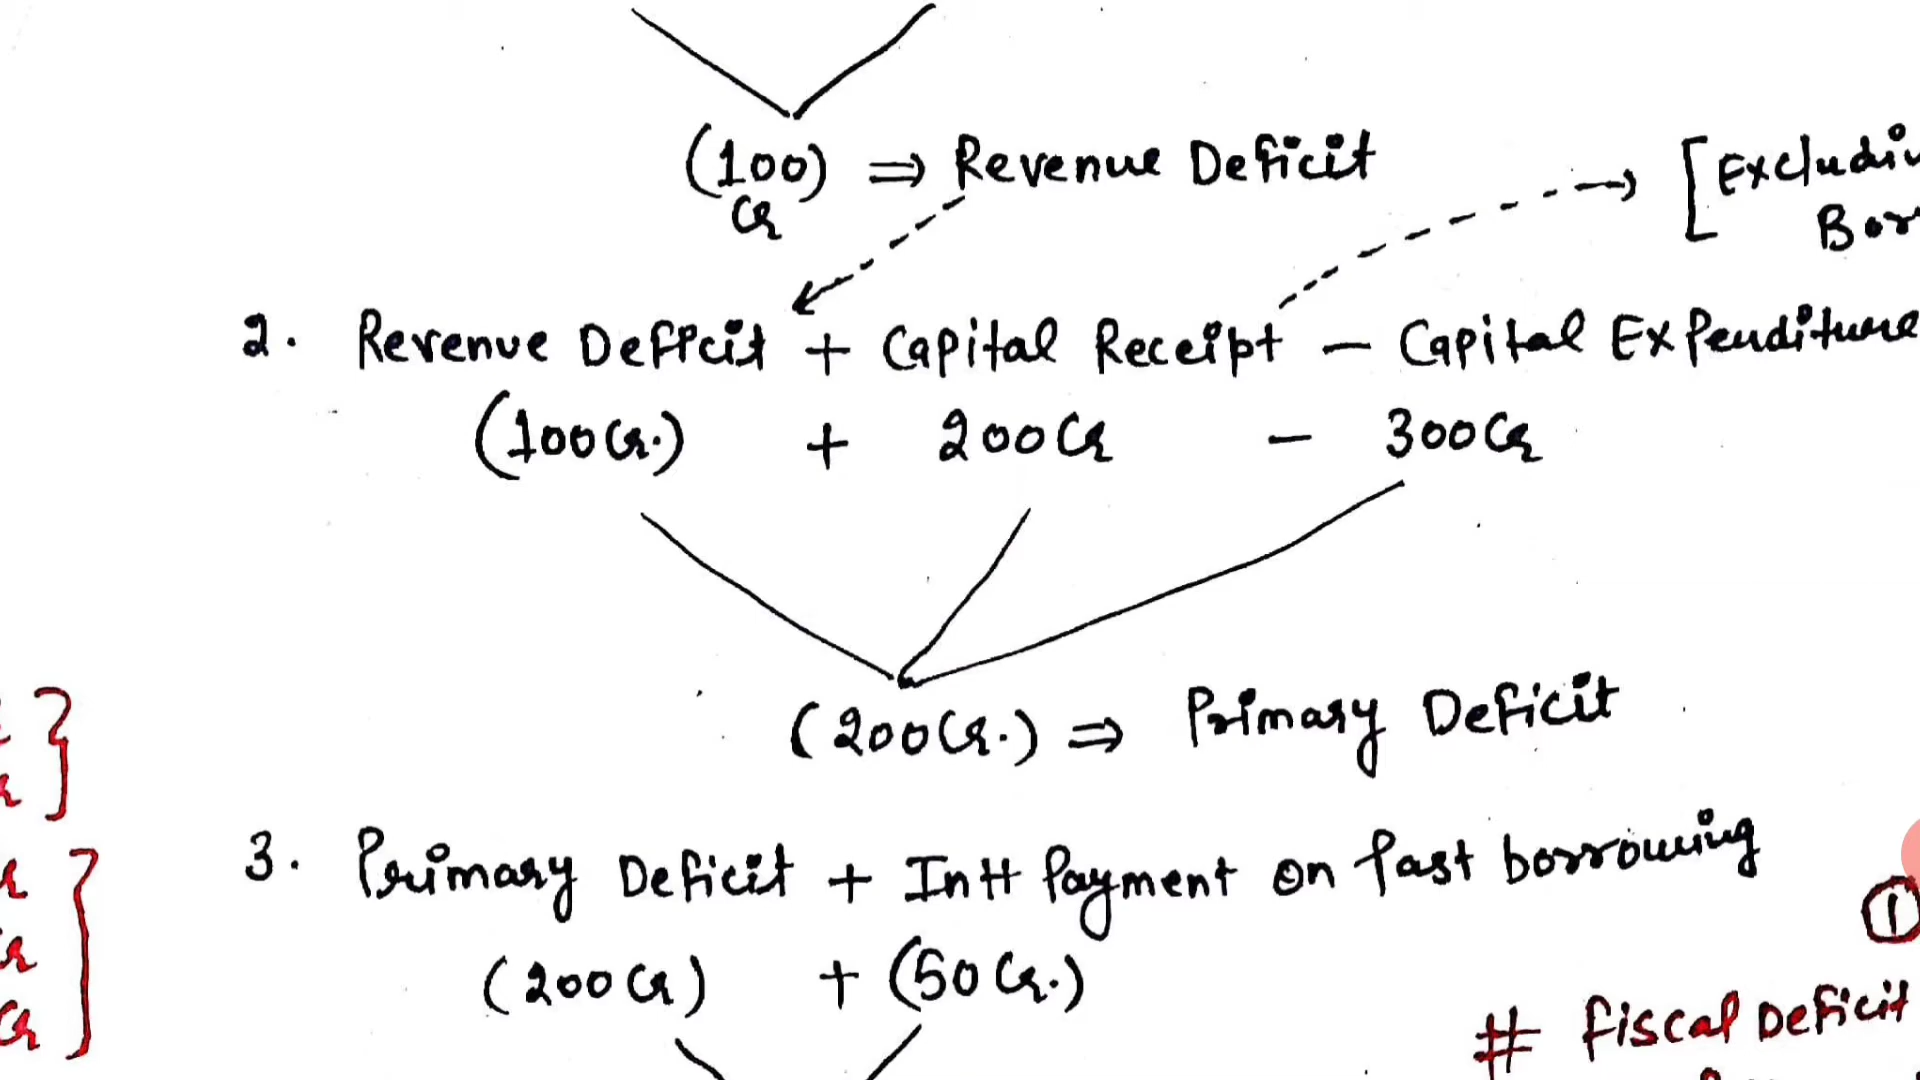 (100) ⇒ Revenue Deficit
Cr
[Excludin
Bor
2. Revenue Deficit + Capital Receipt - Capital Expenditure
(100Cr.) + 200Cr - 300Cr
(200Cr.) ⇒ Primary Deficit
3. Primary Deficit + Intt Payment on Past borrowing
(200Cr) + (50Cr.)
①
# Fiscal Deficit